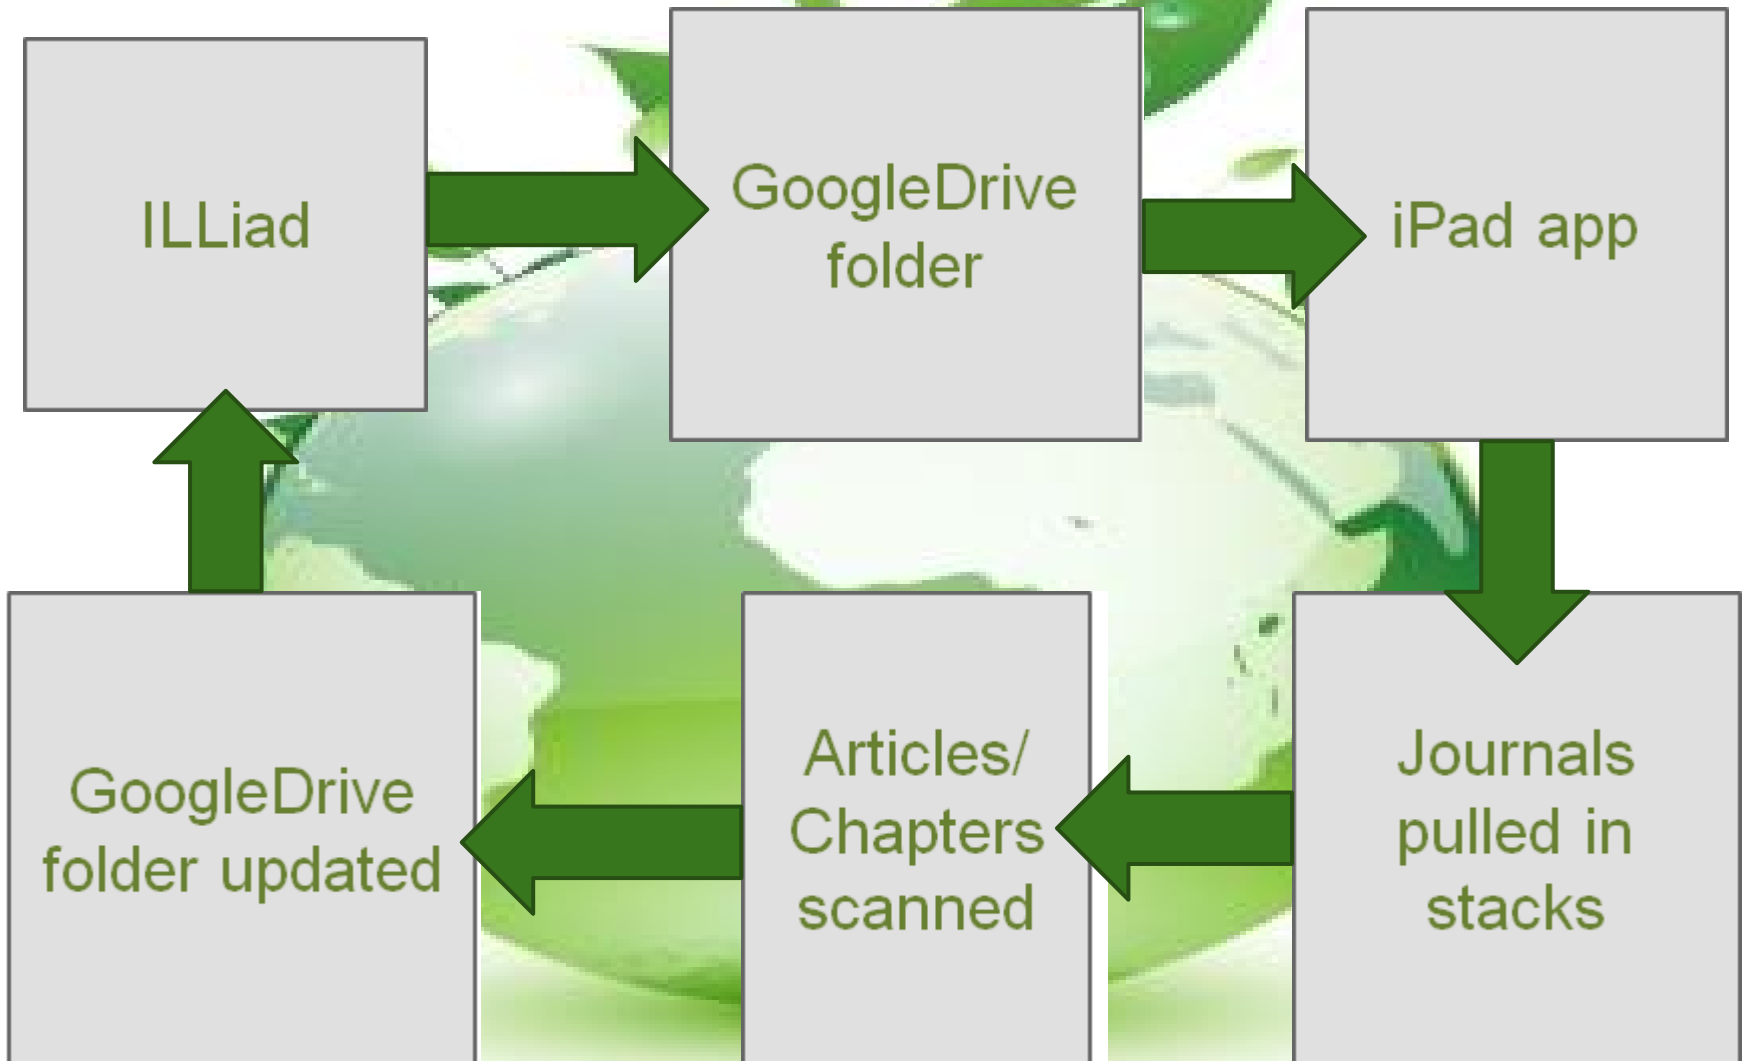 ILLiad
GoogleDrive
folder
iPad app
Journals
pulled in
stacks
Articles/
Chapters
scanned
GoogleDrive
folder updated